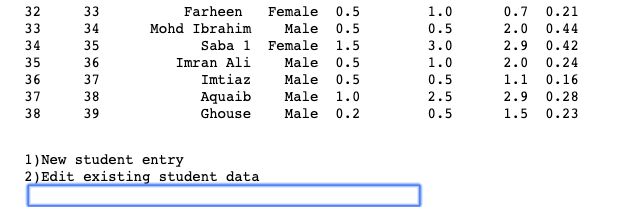 32 33 Farheen Female 0.5 1.0 0.7 0.21
33 34 Mohd Ibrahim Male 0.5 0.5 2.0 0.44
34 35 Saba 1 Female 1.5 3.0 2.9 0.42
35 36 Imran Ali Male 0.5 1.0 2.0 0.24
36 37 Imtiaz Male 0.5 0.5 1.1 0.16
37 38 Aquaib Male 1.0 2.5 2.9 0.28
38 39 Ghouse Male 0.2 0.5 1.5 0.23
1)New student entry
2)Edit existing student data